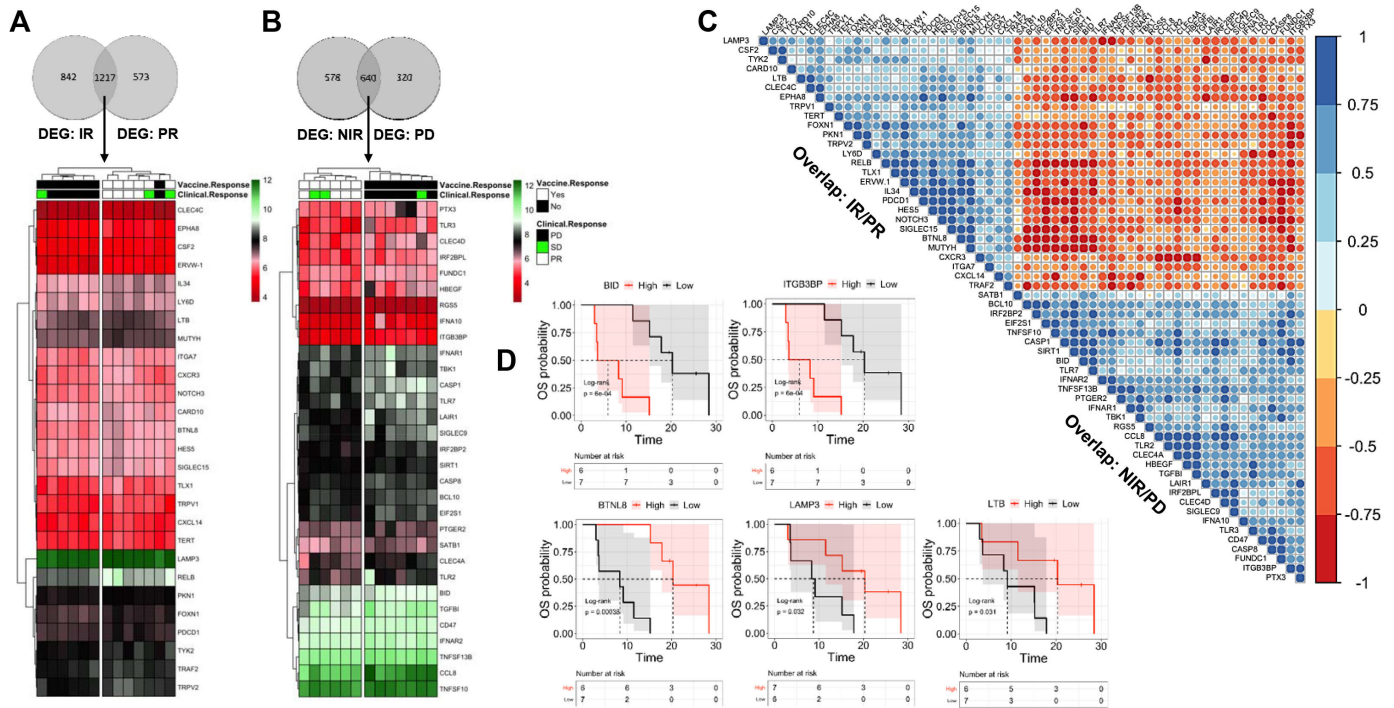 A
842 1217 573
DEG: IR DEG: PR
Vaccine.Response
Clinical.Response
CLEC4C
EPHA8
CSF2
ERVW-1
IL34
LY6D
LTB
MUTYH
ITGA7
CXCR3
NOTCH3
CARD10
BTNL8
HES5
SIGLEC15
TLX1
TRPV1
CXCL14
TERT
LAMP3
RELB
PKN1
FOXN1
PDCD1
TYK2
TRAF2
TRPV2
12
10
8
6
4
B
578 640 320
DEG: NIR DEG: PD
Vaccine.Response
Clinical.Response
PTX3
TLR3
CLEC4D
IRF2BPL
FUNDC1
HBEGF
RGS5
IFNA10
ITGB3BP
IFNAR1
TBK1
CASP1
TLR7
LAIR1
SIGLEC9
IRF2BP2
SIRT1
CASP8
BCL10
EIF2S1
PTGER2
SATB1
CLEC4A
TLR2
BID
TGFBI
CD47
IFNAR2
TNFSF13B
CCL8
TNFSF10
12
10
8
6
4
Vaccine.Response
Yes
No
Clinical.Response
PD
SD
PR
C
LAMP3
CSF2
TYK2
CARD10
LTB
CLEC4C
EPHA8
TRPV1
TERT
FOXN1
PKN1
TRPV2
LY6D
RELB
TLX1
ERVW.1
IL34
PDCD1
HES5
NOTCH3
SIGLEC15
BTNL8
MUTYH
CXCR3
ITGA7
CXCL14
TRAF2
SATB1
BCL10
IRF2BP2
EIF2S1
TNFSF10
CASP1
SIRT1
BID
TLR7
IFNAR2
TNFSF13B
PTGER2
IFNAR1
TBK1
RGS5
CCL8
TLR2
CLEC4A
HBEGF
TGFBI
LAIR1
IRF2BPL
CLEC4D
SIGLEC9
IFNA10
TLR3
CD47
CASP8
FUNDC1
ITGB3BP
PTX3
Overlap: IR/PR
Overlap: NIR/PD
1
0.75
0.5
0.25
0
-0.25
-0.5
-0.75
-1
D
BID High Low
OS probability
1.00
0.75
0.50
0.25
0.00
Log-rank
p = 6e-04
0 10 20 30
Time
Number at risk
High 6 1 0 0
Low 7 7 3 0
ITGB3BP High Low
OS probability
1.00
0.75
0.50
0.25
0.00
Log-rank
p = 6e-04
0 10 20 30
Time
Number at risk
High 6 1 0 0
Low 7 7 3 0
BTNL8 High Low
OS probability
1.00
0.75
0.50
0.25
0.00
Log-rank
p = 0.00038
0 10 20 30
Time
Number at risk
High 6 6 3 0
Low 7 2 0 0
LAMP3 High Low
OS probability
1.00
0.75
0.50
0.25
0.00
Log-rank
p = 0.032
0 10 20 30
Time
Number at risk
High 7 6 3 0
Low 6 2 0 0
LTB High Low
OS probability
1.00
0.75
0.50
0.25
0.00
Log-rank
p = 0.031
0 10 20 30
Time
Number at risk
High 6 5 3 0
Low 7 3 0 0